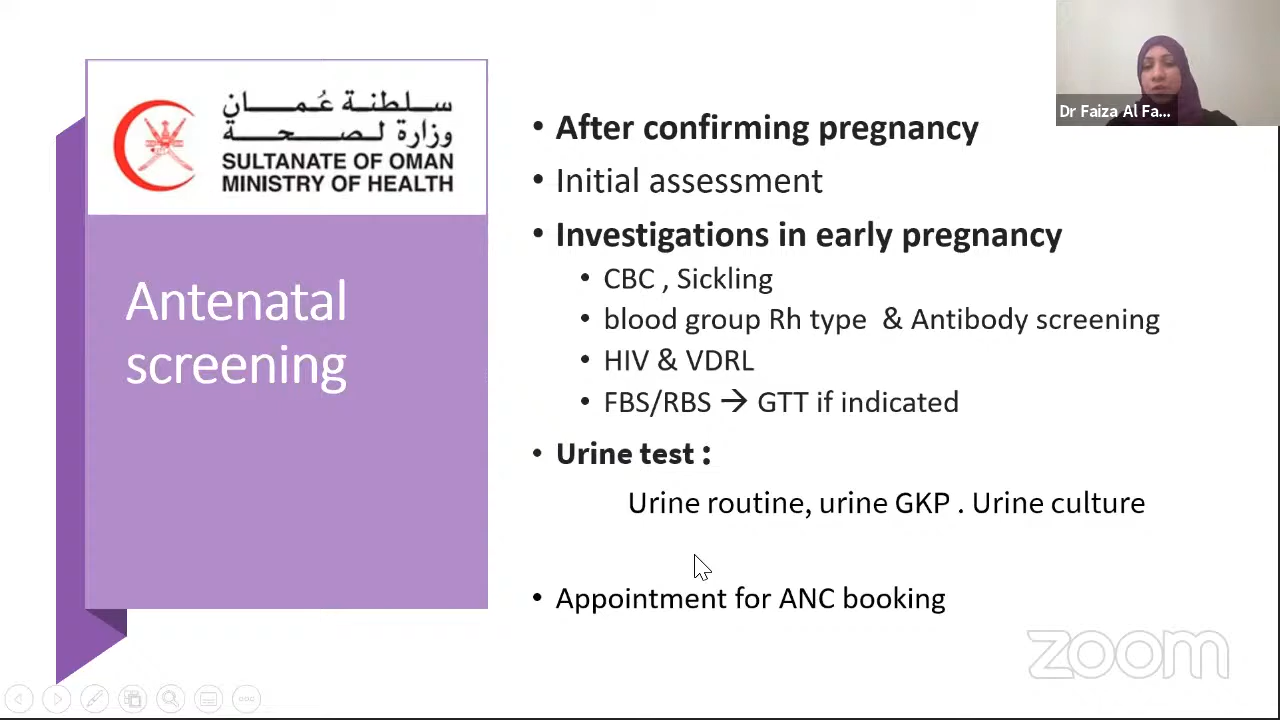 سلطنة عُمان
وزارة لصحة
SULTANATE OF OMAN
MINISTRY OF HEALTH
Antenatal
screening
• After confirming pregnancy
• Initial assessment
• Investigations in early pregnancy
• CBC , Sickling
• blood group Rh type & Antibody screening
• HIV & VDRL
• FBS/RBS → GTT if indicated
• Urine test :
Urine routine, urine GKP . Urine culture
• Appointment for ANC booking
Dr Faiza Al Fa...
zoom